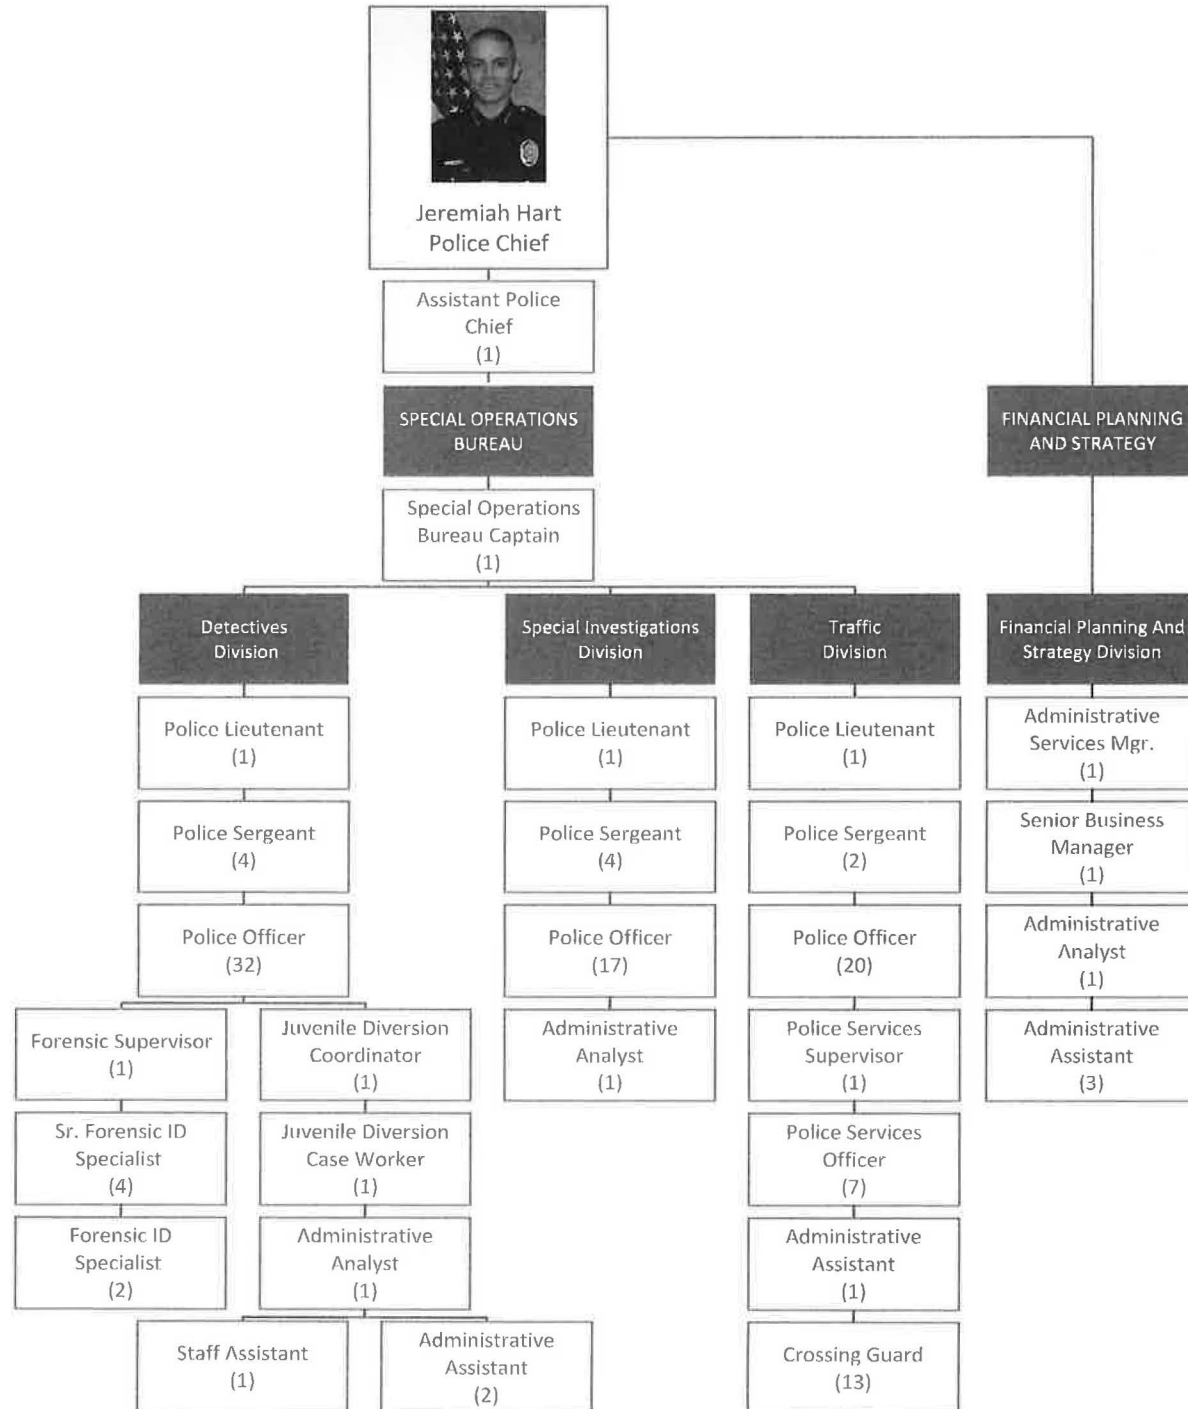 Jeremiah Hart
Police Chief
Assistant Police
Chief
(1)
SPECIAL OPERATIONS
BUREAU
FINANCIAL PLANNING
AND STRATEGY
Special Operations
Bureau Captain
(1)
Detectives
Division
Police Lieutenant
(1)
Police Sergeant
(4)
Police Officer
(32)
Forensic Supervisor
(1)
Sr. Forensic ID
Specialist
(4)
Forensic ID
Specialist
(2)
Juvenile Diversion
Coordinator
(1)
Juvenile Diversion
Case Worker
(1)
Administrative
Analyst
(1)
Staff Assistant
(1)
Administrative
Assistant
(2)
Special Investigations
Division
Police Lieutenant
(1)
Police Sergeant
(4)
Police Officer
(17)
Administrative
Analyst
(1)
Traffic
Division
Police Lieutenant
(1)
Police Sergeant
(2)
Police Officer
(20)
Police Services
Supervisor
(1)
Police Services
Officer
(7)
Administrative
Assistant
(1)
Crossing Guard
(13)
Financial Planning And
Strategy Division
Administrative
Services Mgr.
(1)
Senior Business
Manager
(1)
Administrative
Analyst
(1)
Administrative
Assistant
(3)